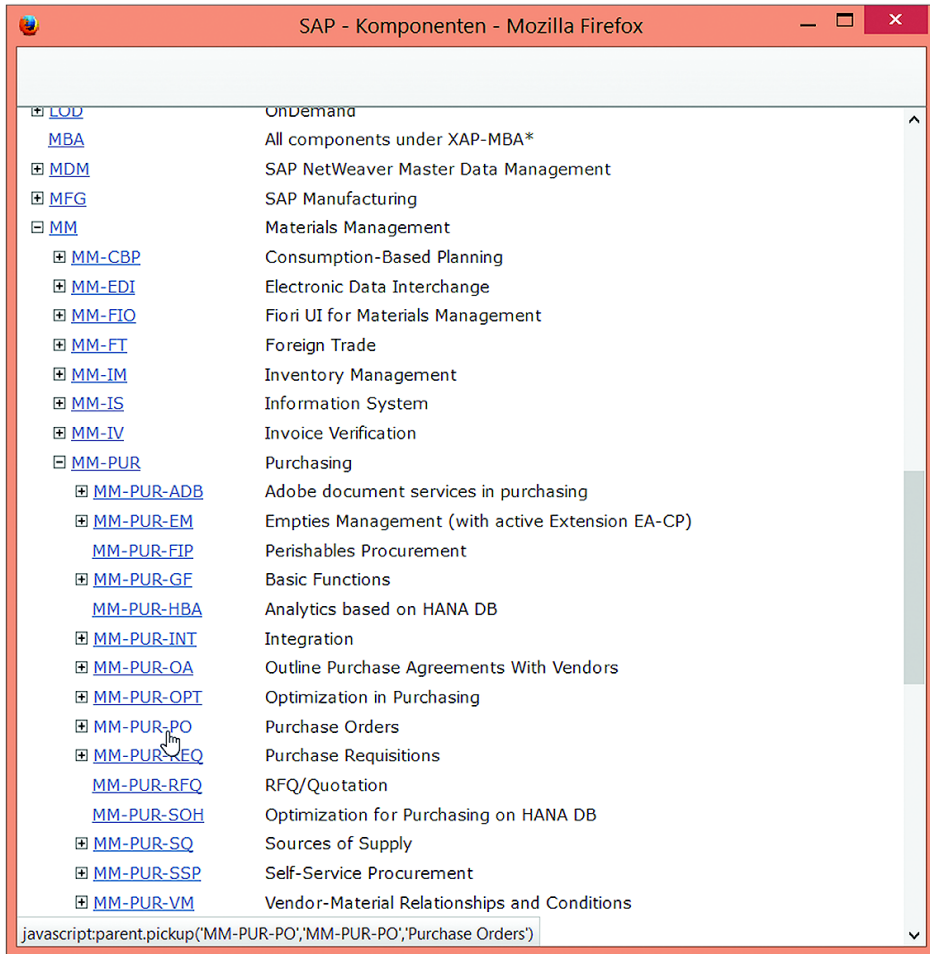 SAP - Komponenten - Mozilla Firefox
LOD OnDemand
MBA All components under XAP-MBA*
MDM SAP NetWeaver Master Data Management
MFG SAP Manufacturing
MM Materials Management
MM-CBP Consumption-Based Planning
MM-EDI Electronic Data Interchange
MM-FIO Fiori UI for Materials Management
MM-FT Foreign Trade
MM-IM Inventory Management
MM-IS Information System
MM-IV Invoice Verification
MM-PUR Purchasing
MM-PUR-ADB Adobe document services in purchasing
MM-PUR-EM Empties Management (with active Extension EA-CP)
MM-PUR-FIP Perishables Procurement
MM-PUR-GF Basic Functions
MM-PUR-HBA Analytics based on HANA DB
MM-PUR-INT Integration
MM-PUR-OA Outline Purchase Agreements With Vendors
MM-PUR-OPT Optimization in Purchasing
MM-PUR-PO Purchase Orders
MM-PUR-REQ Purchase Requisitions
MM-PUR-RFQ RFQ/Quotation
MM-PUR-SOH Optimization for Purchasing on HANA DB
MM-PUR-SQ Sources of Supply
MM-PUR-SSP Self-Service Procurement
MM-PUR-VM Vendor-Material Relationships and Conditions
javascript:parent.pickup('MM-PUR-PO','MM-PUR-PO','Purchase Orders')